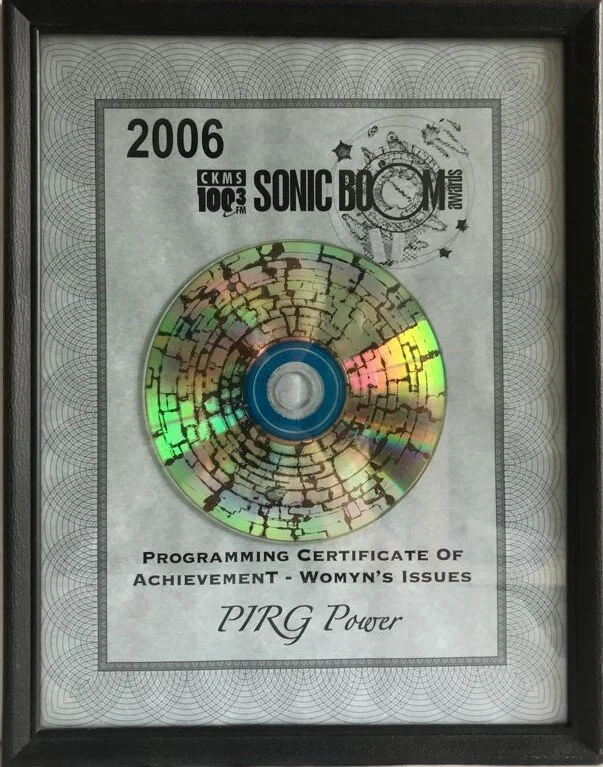 2006
CKMS
100.3 FM
SONIC BOOM awards
PROGRAMMING CERTIFICATE OF
ACHIEVEMENT - WOMYN'S ISSUES
PIRG Power